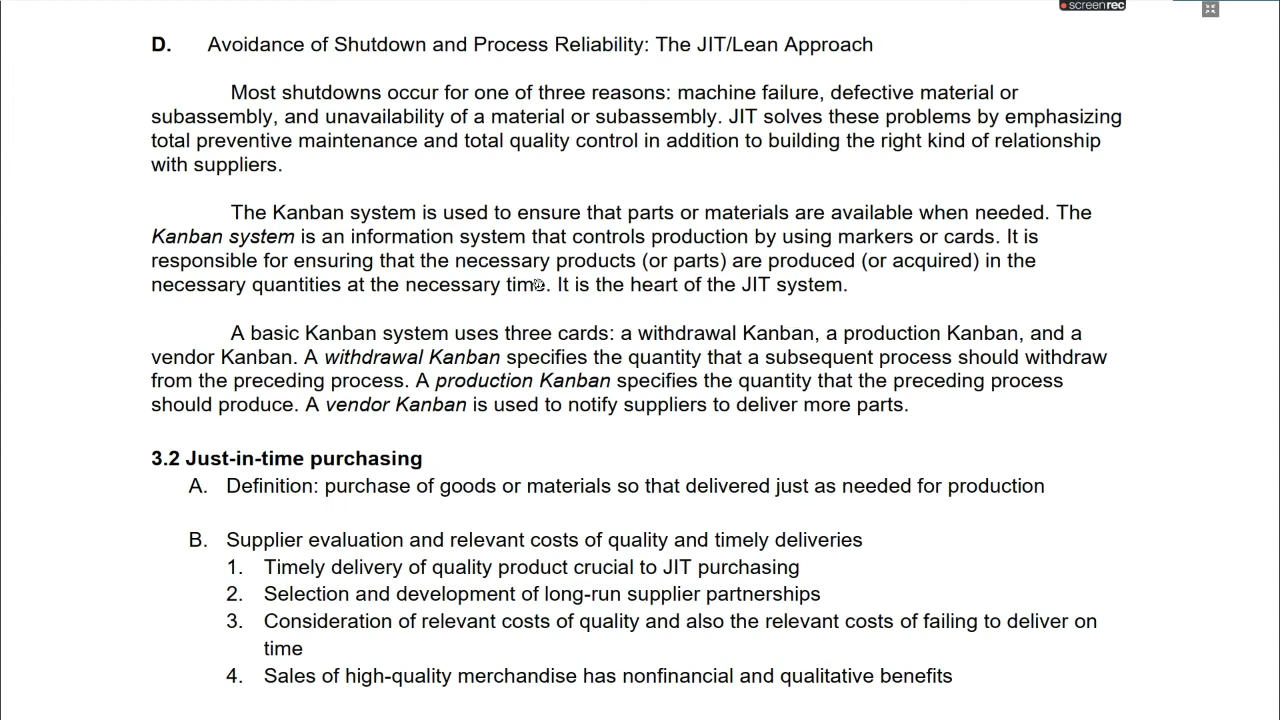 screenrec
D. Avoidance of Shutdown and Process Reliability: The JIT/Lean Approach
Most shutdowns occur for one of three reasons: machine failure, defective material or
subassembly, and unavailability of a material or subassembly. JIT solves these problems by emphasizing
total preventive maintenance and total quality control in addition to building the right kind of relationship
with suppliers.
The Kanban system is used to ensure that parts or materials are available when needed. The
Kanban system is an information system that controls production by using markers or cards. It is
responsible for ensuring that the necessary products (or parts) are produced (or acquired) in the
necessary quantities at the necessary time. It is the heart of the JIT system.
A basic Kanban system uses three cards: a withdrawal Kanban, a production Kanban, and a
vendor Kanban. A withdrawal Kanban specifies the quantity that a subsequent process should withdraw
from the preceding process. A production Kanban specifies the quantity that the preceding process
should produce. A vendor Kanban is used to notify suppliers to deliver more parts.
3.2 Just-in-time purchasing
A. Definition: purchase of goods or materials so that delivered just as needed for production
B. Supplier evaluation and relevant costs of quality and timely deliveries
1. Timely delivery of quality product crucial to JIT purchasing
2. Selection and development of long-run supplier partnerships
3. Consideration of relevant costs of quality and also the relevant costs of failing to deliver on
time
4. Sales of high-quality merchandise has nonfinancial and qualitative benefits